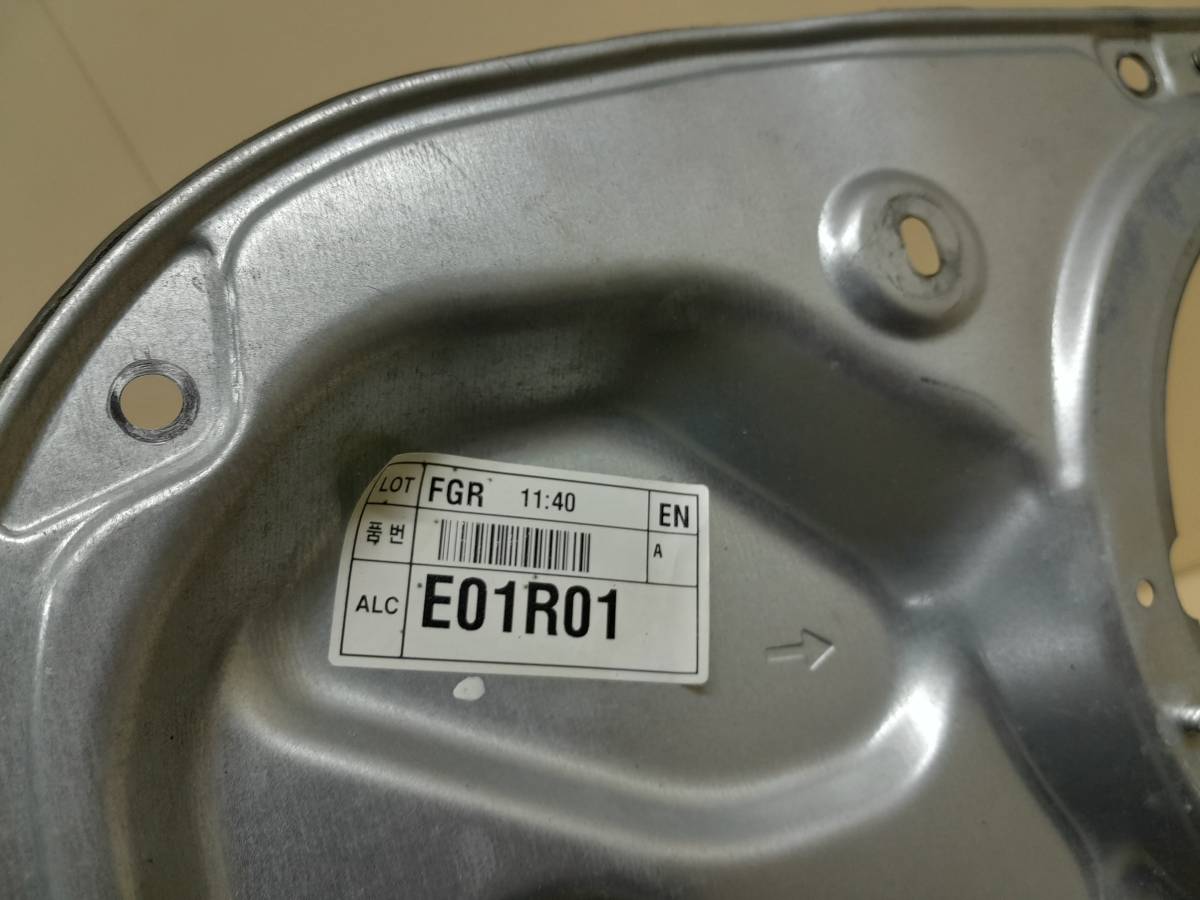 LOT FGR 11:40 EN
품번 A
ALC E01R01